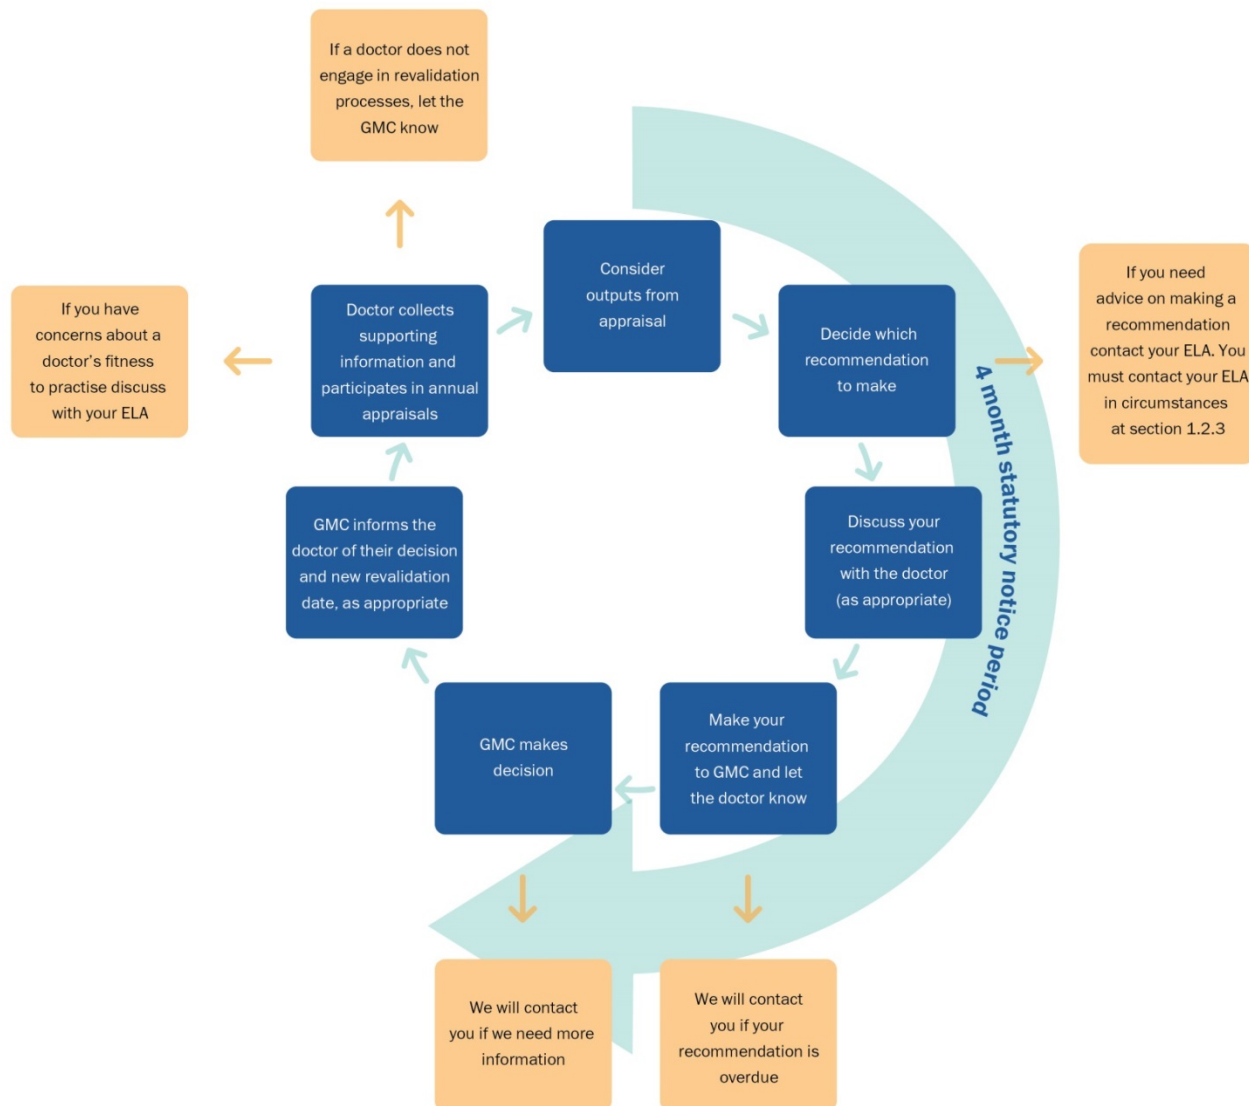 If a doctor does not
engage in revalidation
processes, let the
GMC know
Consider
outputs from
appraisal
If you need
advice on making a
recommendation
contact your ELA. You
must contact your ELA
in circumstances
at section 1.2.3
If you have
concerns about a
doctor's fitness
to practise discuss
with your ELA
Doctor collects
supporting
information and
participates in annual
appraisals
Decide which
recommendation
to make
4 month statutory notice period
GMC informs the
doctor of their decision
and new revalidation
date, as appropriate
Discuss your
recommendation
with the doctor
(as appropriate)
GMC makes
decision
Make your
recommendation
to GMC and let
the doctor know
We will contact
you if we need more
information
We will contact
you if your
recommendation is
overdue